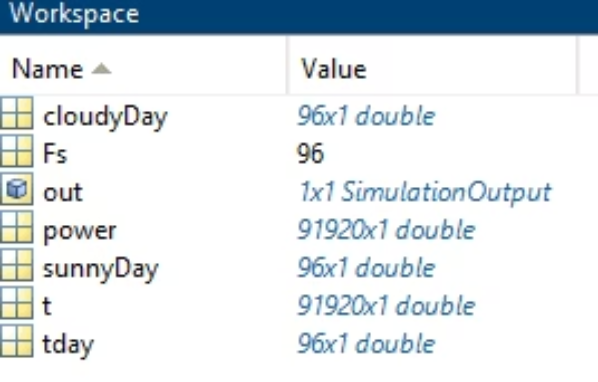 Workspace
Name Value
cloudyDay 96x1 double
Fs 96
out 1x1 SimulationOutput
power 91920x1 double
sunnyDay 96x1 double
t 91920x1 double
tday 96x1 double